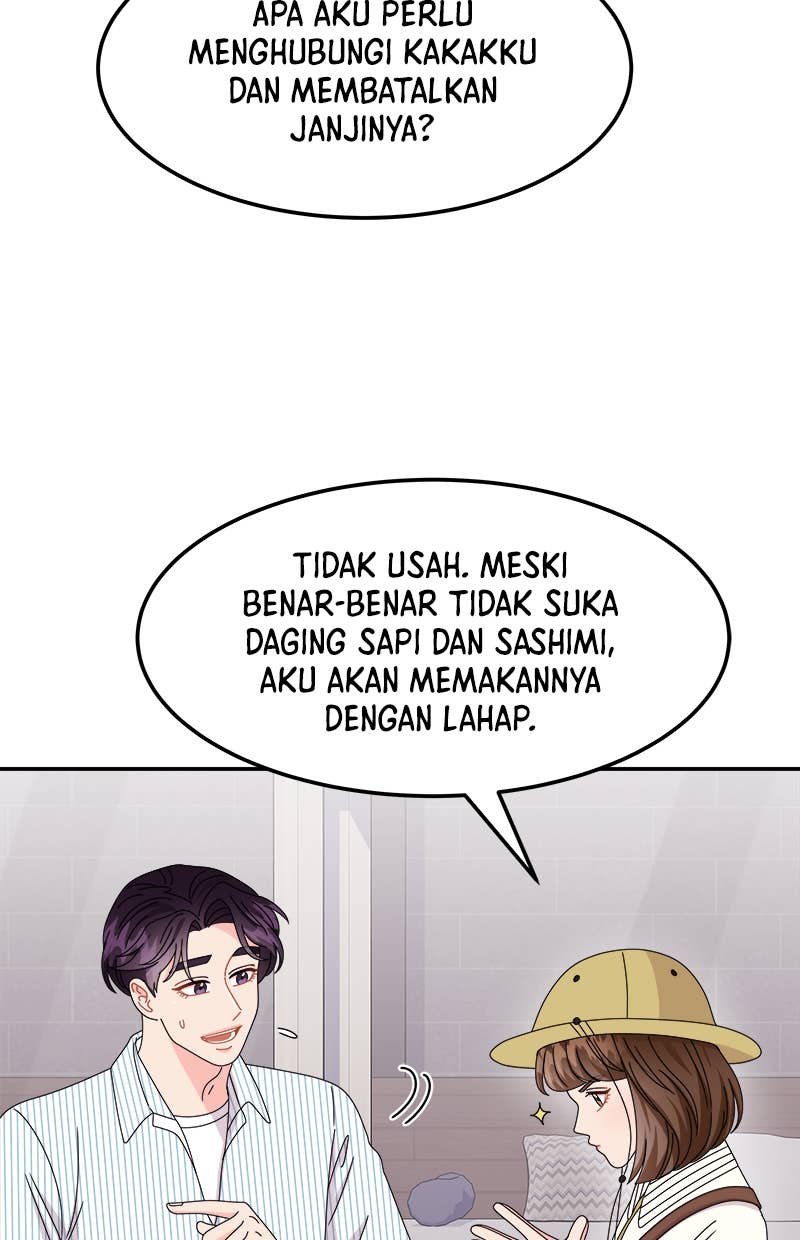 APA AKU PERLU
MENGHUBUNGI KAKAKKU
DAN MEMBATALKAN
JANJINYA?
TIDAK USAH. MESKI
BENAR-BENAR TIDAK SUKA
DAGING SAPI DAN SASHIMI,
AKU AKAN MEMAKANNYA
DENGAN LAHAP.